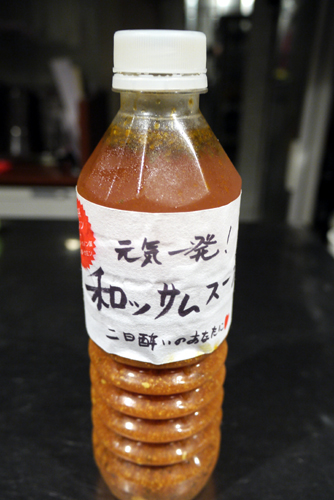 元気一発！
和ッサムスー
二日酔いのあなたに